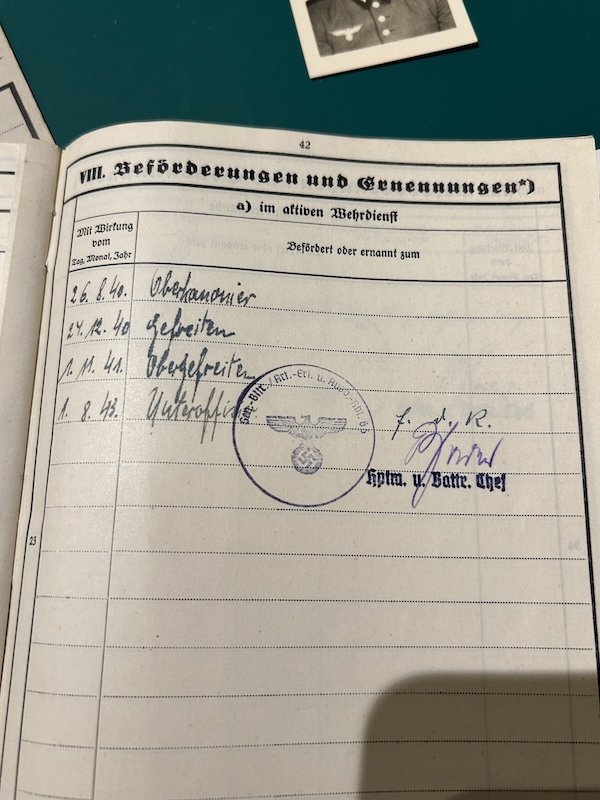 42
VIII. Beförderungen und Ernennungen*)
a) im aktiven Wehrdienst
Mit Wirkung
vom
Tag, Monat, Jahr
Befördert oder ernannt zum
26. 8. 40. Oberkanonier
24. 12. 40 Gefreiten
1. 11. 41. Obergefreiten
1. 8. 43. Unteroffizier
f. d. R.
Hptm. u. Battr. Chef
23